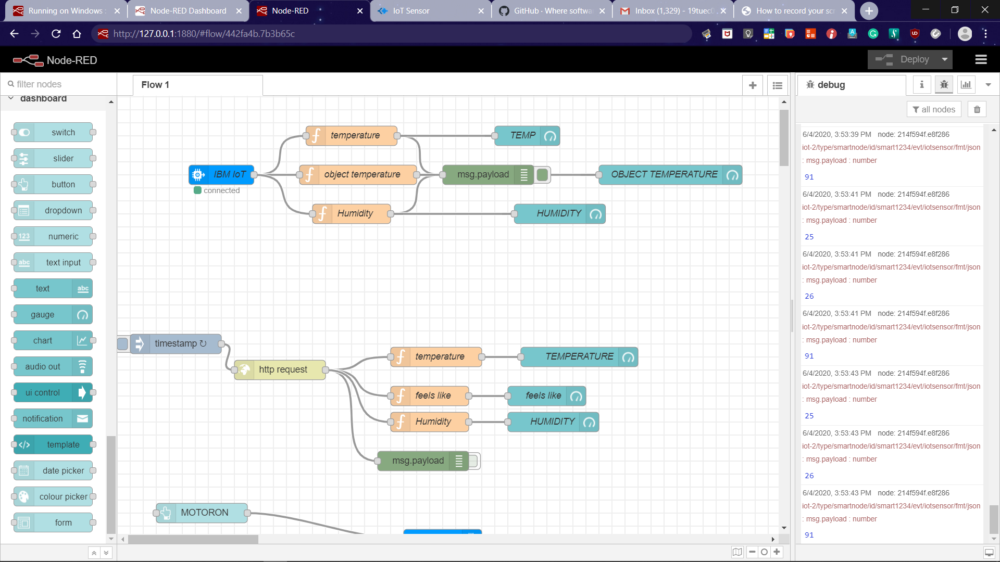 Running on Windows :
Node-RED Dashboard
Node-RED
IoT Sensor
GitHub · Where softwa
Inbox (1,329) - 19tuec0
How to record your scr
http://127.0.0.1:1880/#flow/442fa4b.7b3b65c
Node-RED
Deploy
filter nodes
Flow 1
debug
all nodes
dashboard
switch
slider
button
dropdown
123 numeric
abc text input
text abc
gauge
chart
audio out
ui control
notification
</> template
date picker
colour picker
form
temperature
TEMP
IBM IoT
connected
object temperature
msg.payload
OBJECT TEMPERATURE
Humidity
HUMIDITY
timestamp ↻
http request
temperature
TEMPERATURE
feels like
feels like
Humidity
HUMIDITY
msg.payload
MOTORON
6/4/2020, 3:53:39 PM node: 214f594f.e8f286
iot-2/type/smartnode/id/smart1234/evt/iotsensor/fmt/json
: msg.payload : number
91
6/4/2020, 3:53:41 PM node: 214f594f.e8f286
iot-2/type/smartnode/id/smart1234/evt/iotsensor/fmt/json
: msg.payload : number
25
6/4/2020, 3:53:41 PM node: 214f594f.e8f286
iot-2/type/smartnode/id/smart1234/evt/iotsensor/fmt/json
: msg.payload : number
26
6/4/2020, 3:53:41 PM node: 214f594f.e8f286
iot-2/type/smartnode/id/smart1234/evt/iotsensor/fmt/json
: msg.payload : number
91
6/4/2020, 3:53:43 PM node: 214f594f.e8f286
iot-2/type/smartnode/id/smart1234/evt/iotsensor/fmt/json
: msg.payload : number
25
6/4/2020, 3:53:43 PM node: 214f594f.e8f286
iot-2/type/smartnode/id/smart1234/evt/iotsensor/fmt/json
: msg.payload : number
26
6/4/2020, 3:53:43 PM node: 214f594f.e8f286
iot-2/type/smartnode/id/smart1234/evt/iotsensor/fmt/json
: msg.payload : number
91